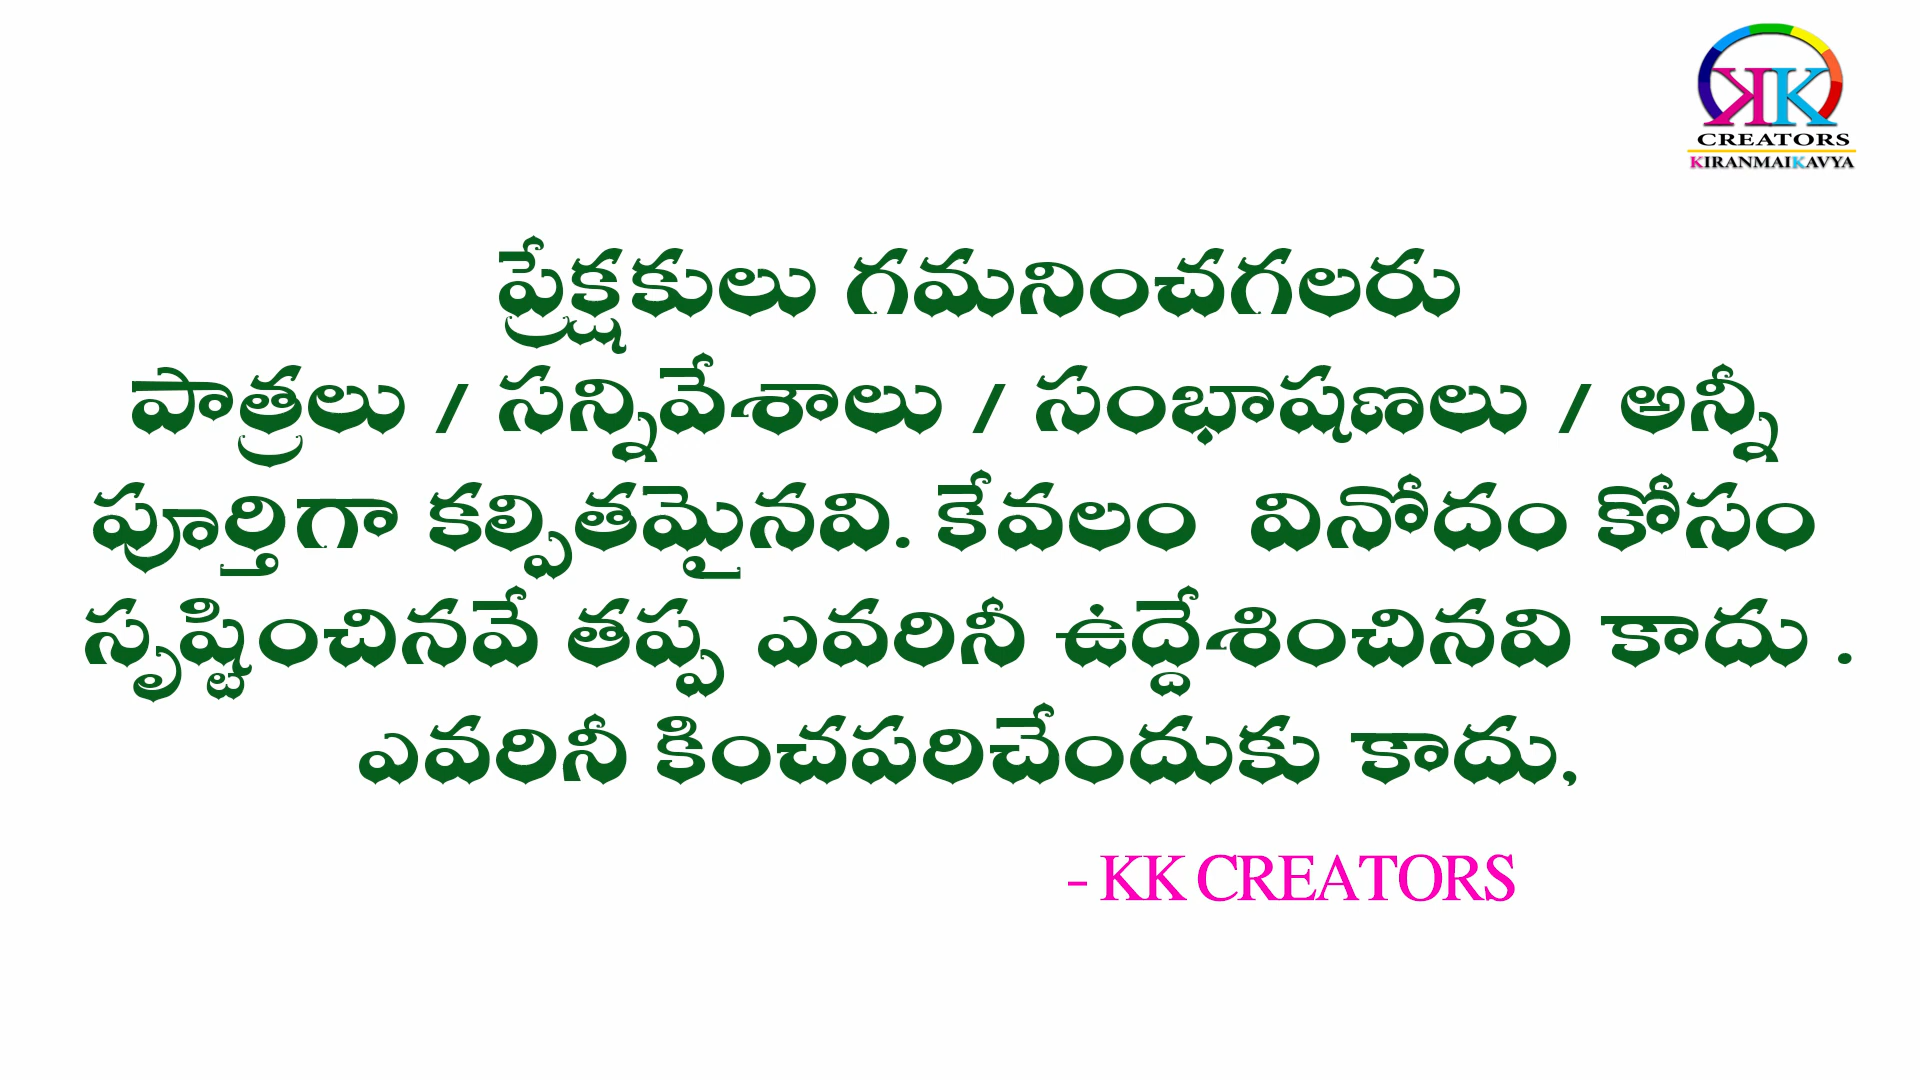 KK
CREATORS
KIRANMAIKAVYA
ప్రేక్షకులు గమనించగలరు
పాత్రలు / సన్నివేశాలు / సంభాషణలు / అన్నీ
పూర్తిగా కల్పితమైనవి. కేవలం వినోదం కోసం
సృష్టించినవే తప్ప ఎవరినీ ఉద్దేశించినవి కాదు .
ఎవరినీ కించపరిచేందుకు కాదు,
- KK CREATORS